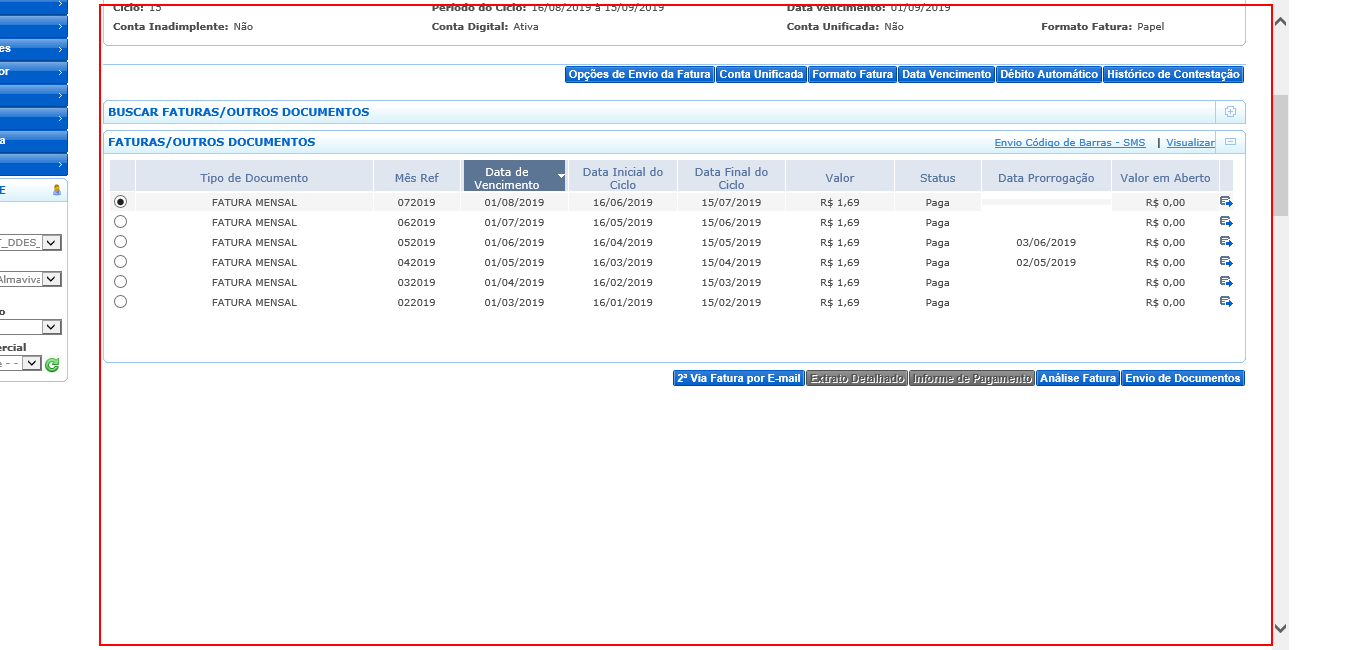 Ciclo: 15 Período do Ciclo: 16/08/2019 à 15/09/2019 Data Vencimento: 01/09/2019
Conta Inadimplente: Não Conta Digital: Ativa Conta Unificada: Não Formato Fatura: Papel
es
or
Opções de Envio da Fatura Conta Unificada Formato Fatura Data Vencimento Débito Automático Histórico de Contestação
BUSCAR FATURAS/OUTROS DOCUMENTOS
a
FATURAS/OUTROS DOCUMENTOS Envio Código de Barras - SMS | Visualizar
Tipo de Documento Mês Ref Data de Vencimento Data Inicial do Ciclo Data Final do Ciclo Valor Status Data Prorrogação Valor em Aberto
E
FATURA MENSAL 072019 01/08/2019 16/06/2019 15/07/2019 R$ 1,69 Paga R$ 0,00
FATURA MENSAL 062019 01/07/2019 16/05/2019 15/06/2019 R$ 1,69 Paga R$ 0,00
T_DDES_
FATURA MENSAL 052019 01/06/2019 16/04/2019 15/05/2019 R$ 1,69 Paga 03/06/2019 R$ 0,00
FATURA MENSAL 042019 01/05/2019 16/03/2019 15/04/2019 R$ 1,69 Paga 02/05/2019 R$ 0,00
Almaviva
FATURA MENSAL 032019 01/04/2019 16/02/2019 15/03/2019 R$ 1,69 Paga R$ 0,00
FATURA MENSAL 022019 01/03/2019 16/01/2019 15/02/2019 R$ 1,69 Paga R$ 0,00
o
ercial
e - -
2ª Via Fatura por E-mail Extrato Detalhado Informe de Pagamento Análise Fatura Envio de Documentos